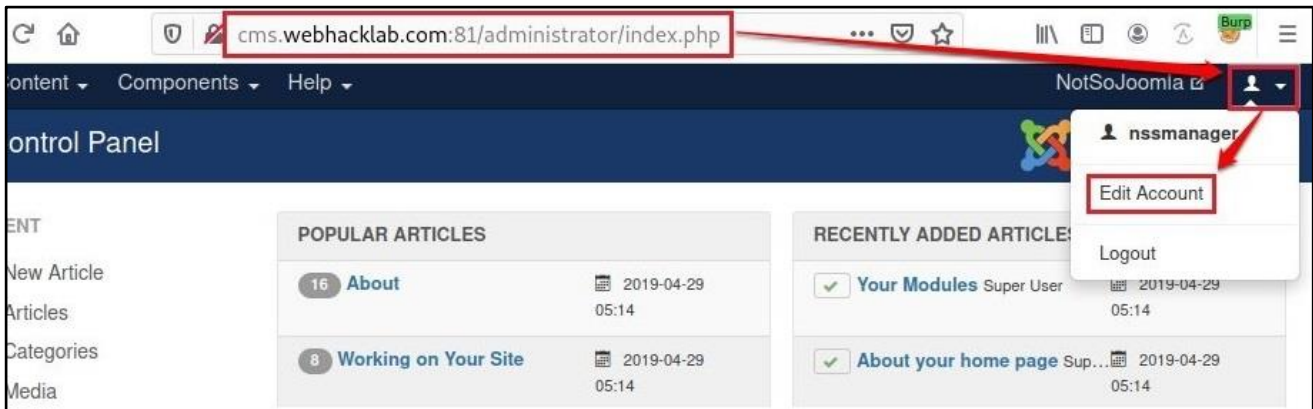 Burp
cms.webhacklab.com:81/administrator/index.php
ontent Components Help NotSoJoomla
ontrol Panel
nssmanager
Edit Account
Logout
ENT
New Article
Articles
Categories
Media
POPULAR ARTICLES
16 About 2019-04-29
05:14
8 Working on Your Site 2019-04-29
05:14
RECENTLY ADDED ARTICLES
Your Modules Super User 2019-04-29
05:14
About your home page Sup... 2019-04-29
05:14